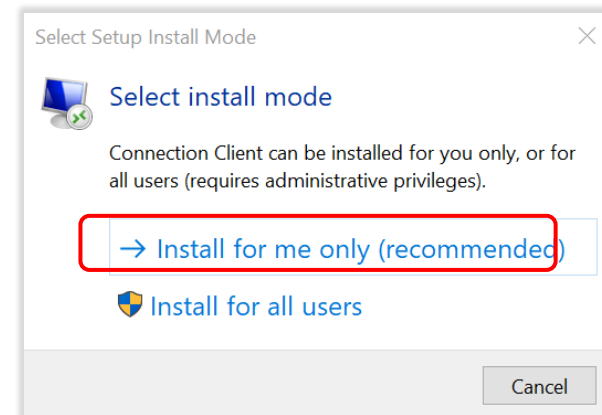 Select Setup Install Mode
Select install mode
Connection Client can be installed for you only, or for
all users (requires administrative privileges).
Install for me only (recommended)
Install for all users
Cancel